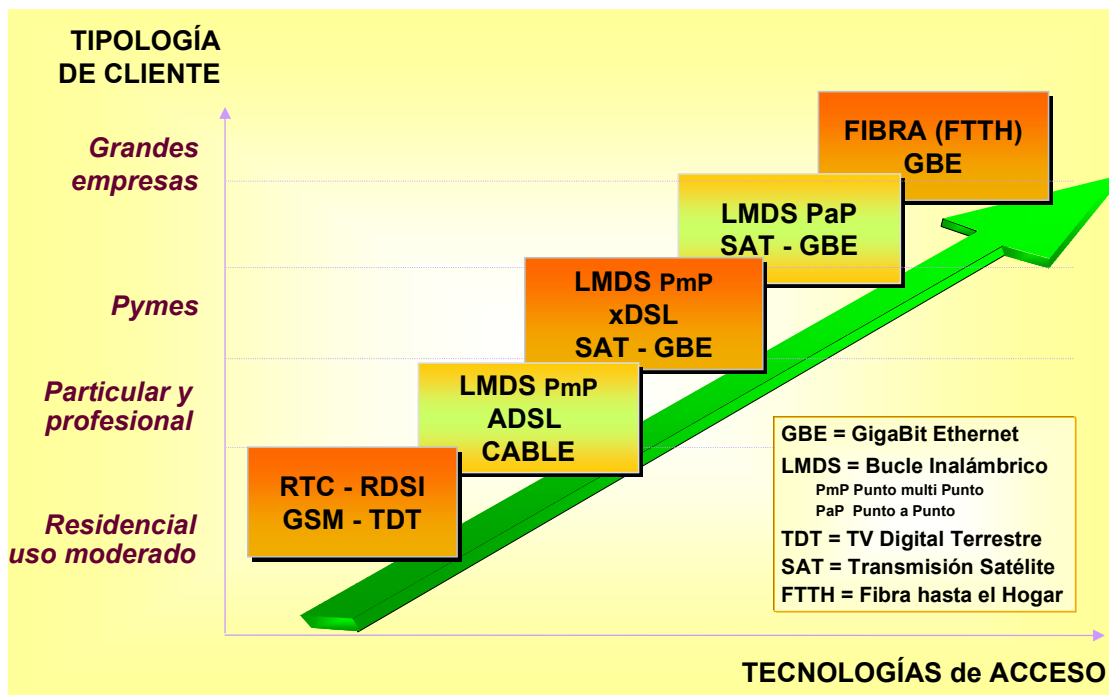 TIPOLOGÍA
DE CLIENTE
Grandes
empresas
Pymes
Particular y
profesional
Residencial
uso moderado
FIBRA (FTTH)
GBE
LMDS PaP
SAT - GBE
LMDS PmP
xDSL
SAT - GBE
LMDS PmP
ADSL
CABLE
RTC - RDSI
GSM - TDT
GBE = GigaBit Ethernet
LMDS = Bucle Inalámbrico
PmP Punto multi Punto
PaP Punto a Punto
TDT = TV Digital Terrestre
SAT = Transmisión Satélite
FTTH = Fibra hasta el Hogar
TECNOLOGÍAS de ACCESO